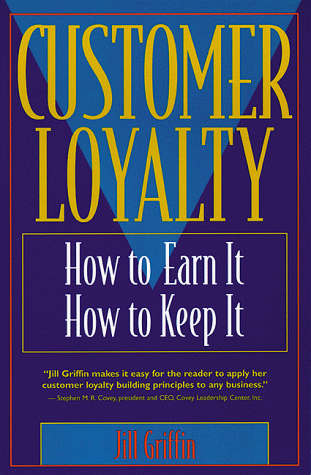 CUSTOMER
LOYALTY
How to Earn It
How to Keep It
“Jill Griffin makes it easy for the reader to apply her
customer loyalty building principles to any business.”
— Stephen M. R. Covey, president and CEO, Covey Leadership Center, Inc.
Jill Griffin